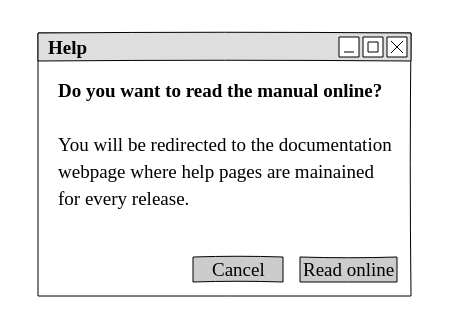 Help
Do you want to read the manual online?
You will be redirected to the documentation
webpage where help pages are mainained
for every release.
Cancel Read online